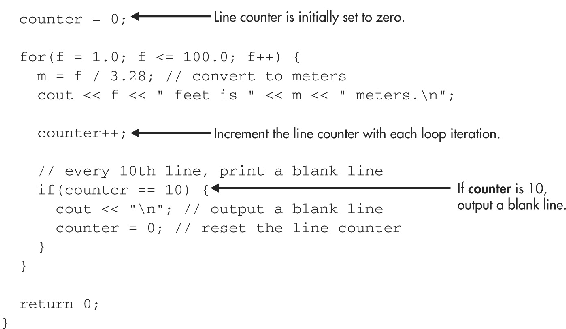 counter = 0; Line counter is initially set to zero.
for(f = 1.0; f <= 100.0; f++) {
m = f / 3.28; // convert to meters
cout << f << " feet is " << m << " meters.\n";
counter++; Increment the line counter with each loop iteration.
// every 10th line, print a blank line
if(counter == 10) { If counter is 10,
output a blank line.
cout << "\n"; // output a blank line
counter = 0; // reset the line counter
}
}
return 0;
}